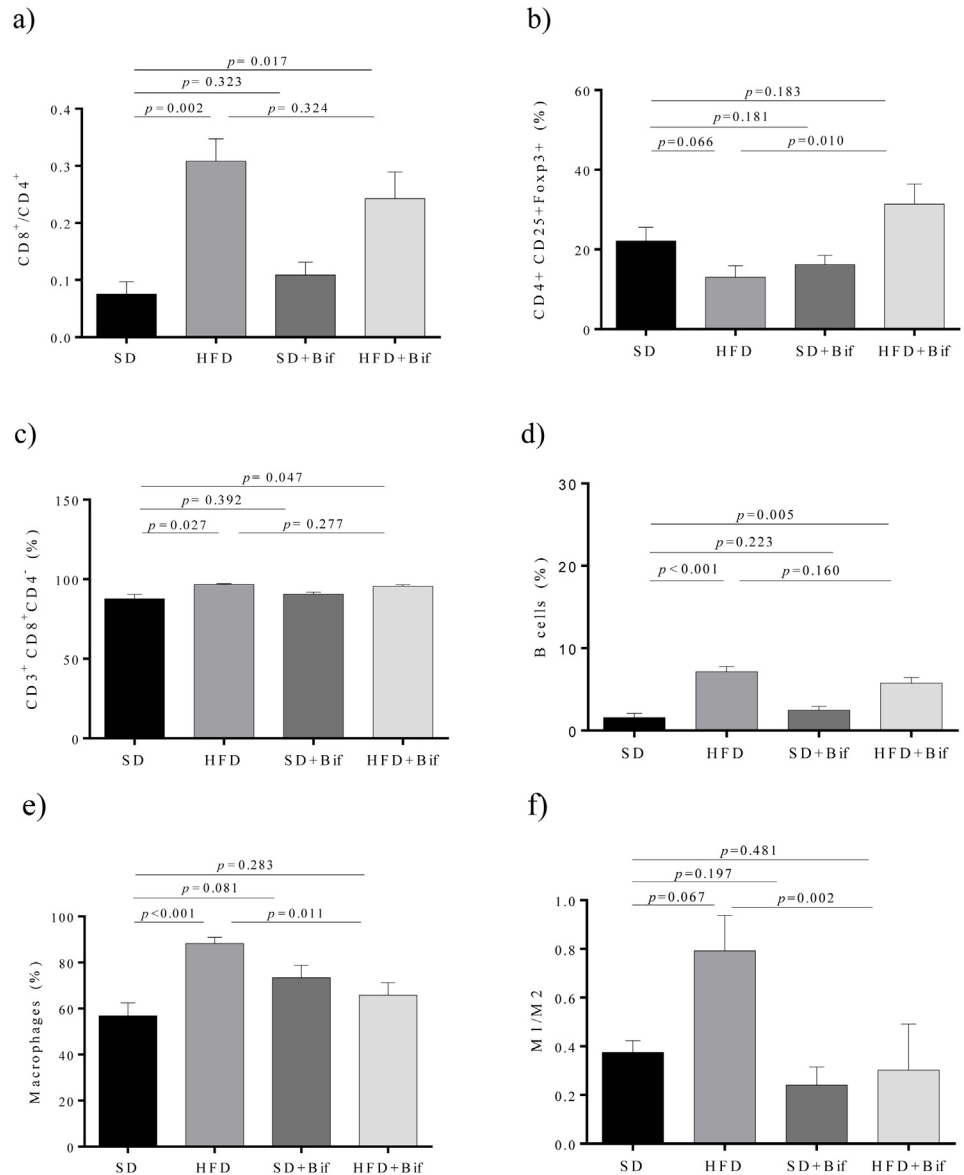 a)
p= 0.017
p= 0.323
p= 0.002
p= 0.324
0.4
0.3
0.2
0.1
0.0
CD8⁺/CD4⁺
SD
HFD
SD+Bif
HFD+Bif
b)
p=0.183
p=0.181
p=0.066
p=0.010
60
40
20
0
CD4+ CD25+Foxp3+ (%)
SD
HFD
SD+Bif
HFD+Bif
c)
p= 0.047
p= 0.392
p=0.027
p= 0.277
150
100
50
0
CD3⁺ CD8⁺CD4⁻ (%)
SD
HFD
SD+Bif
HFD+Bif
d)
p=0.005
p=0.223
p<0.001
p=0.160
30
20
10
0
B cells (%)
SD
HFD
SD+Bif
HFD+Bif
e)
p=0.283
p=0.081
p<0.001
p=0.011
100
80
60
40
20
0
Macrophages (%)
SD
HFD
SD+Bif
HFD+Bif
f)
p=0.481
p=0.197
p=0.067
p=0.002
1.0
0.8
0.6
0.4
0.2
0.0
M1/M2
SD
HFD
SD+Bif
HFD+Bif